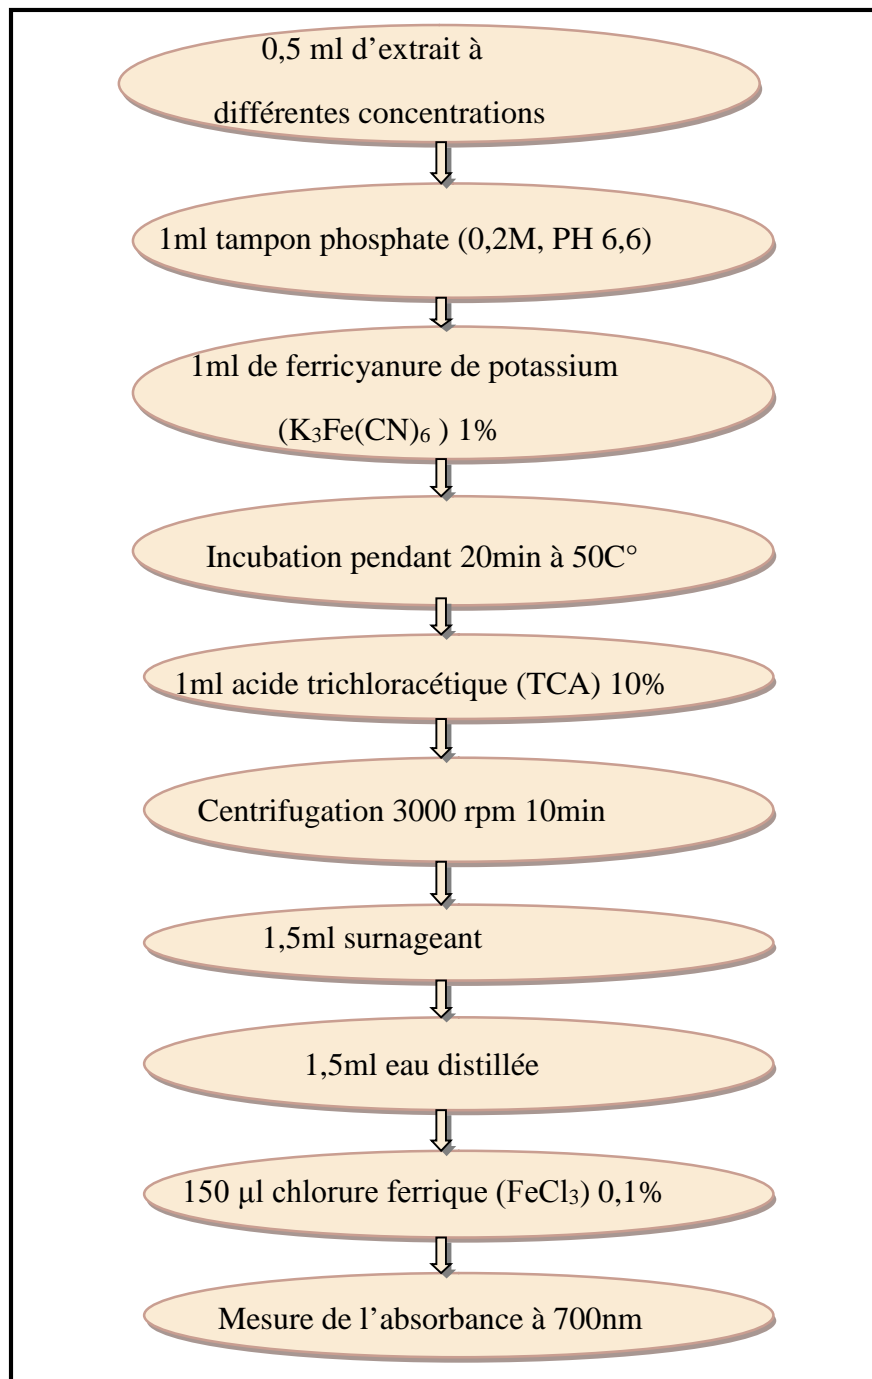 0,5 ml d’extrait à
différentes concentrations
1ml tampon phosphate (0,2M, PH 6,6)
1ml de ferricyanure de potassium
(K₃Fe(CN)₆ ) 1%
Incubation pendant 20min à 50C°
1ml acide trichloracétique (TCA) 10%
Centrifugation 3000 rpm 10min
1,5ml surnageant
1,5ml eau distillée
150 µl chlorure ferrique (FeCl₃) 0,1%
Mesure de l’absorbance à 700nm